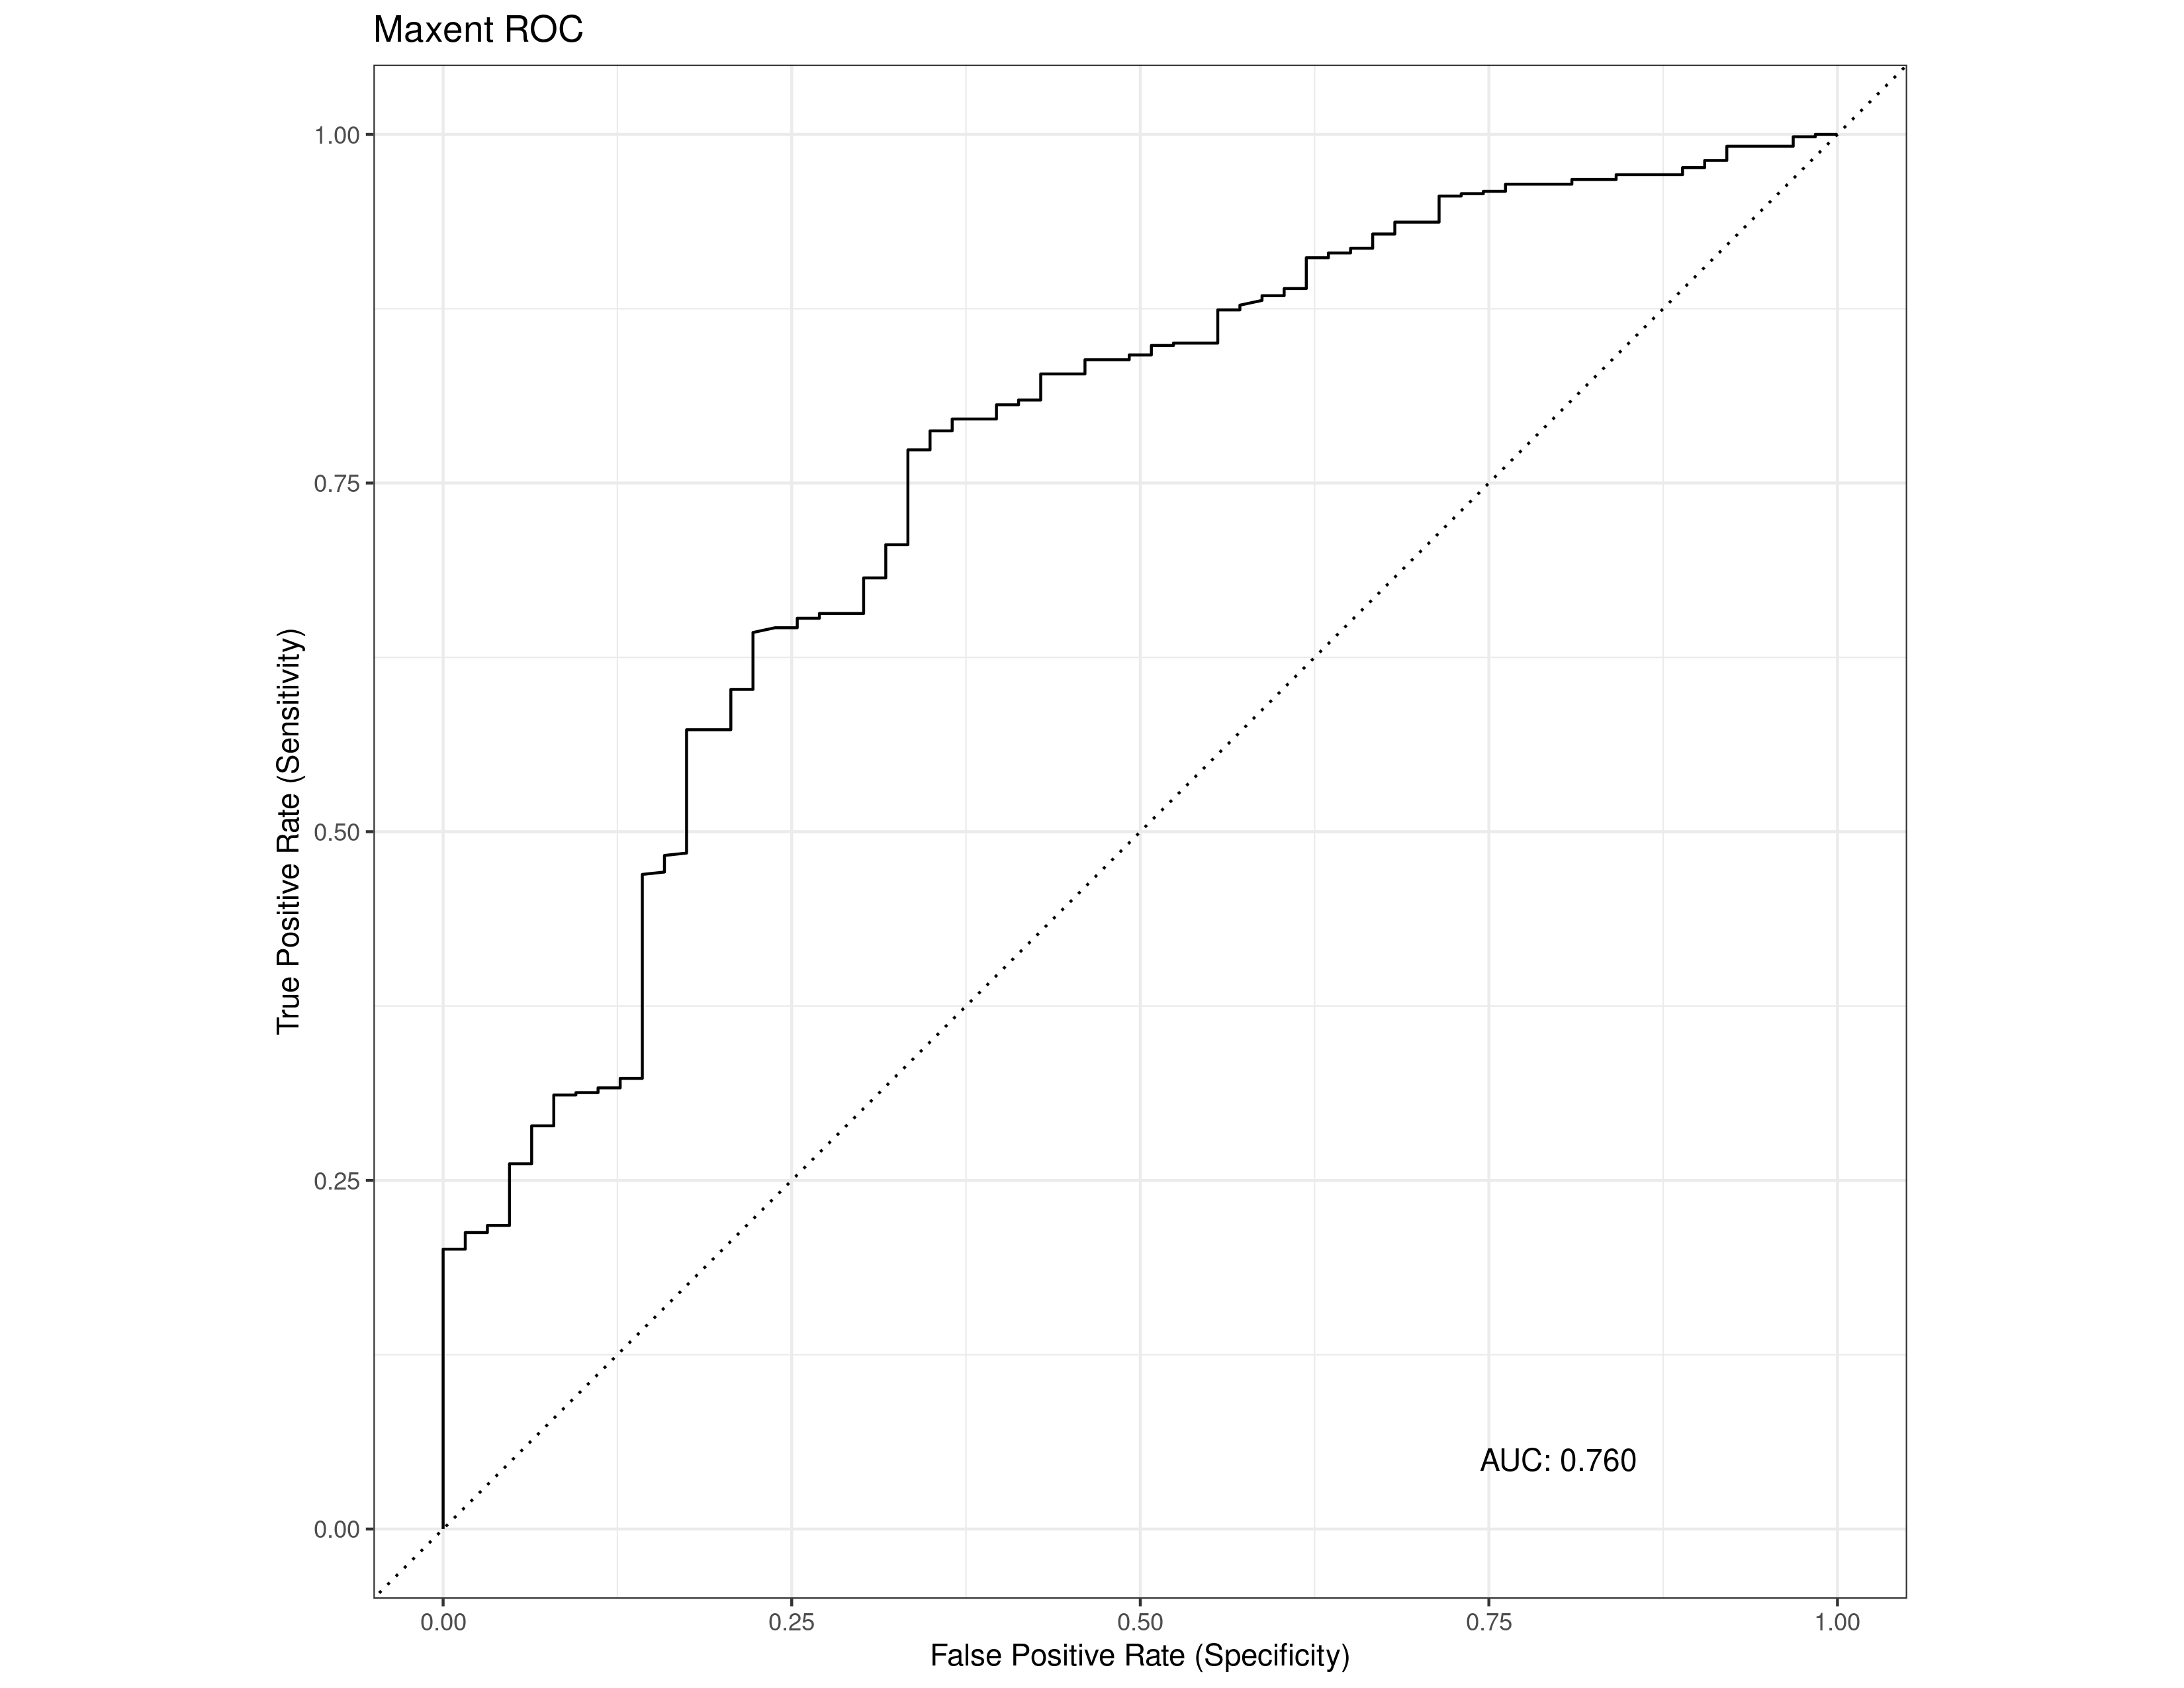 Maxent ROC
True Positive Rate (Sensitivity)
1.00
0.75
0.50
0.25
0.00
AUC: 0.760
0.00 0.25 0.50 0.75 1.00
False Positive Rate (Specificity)